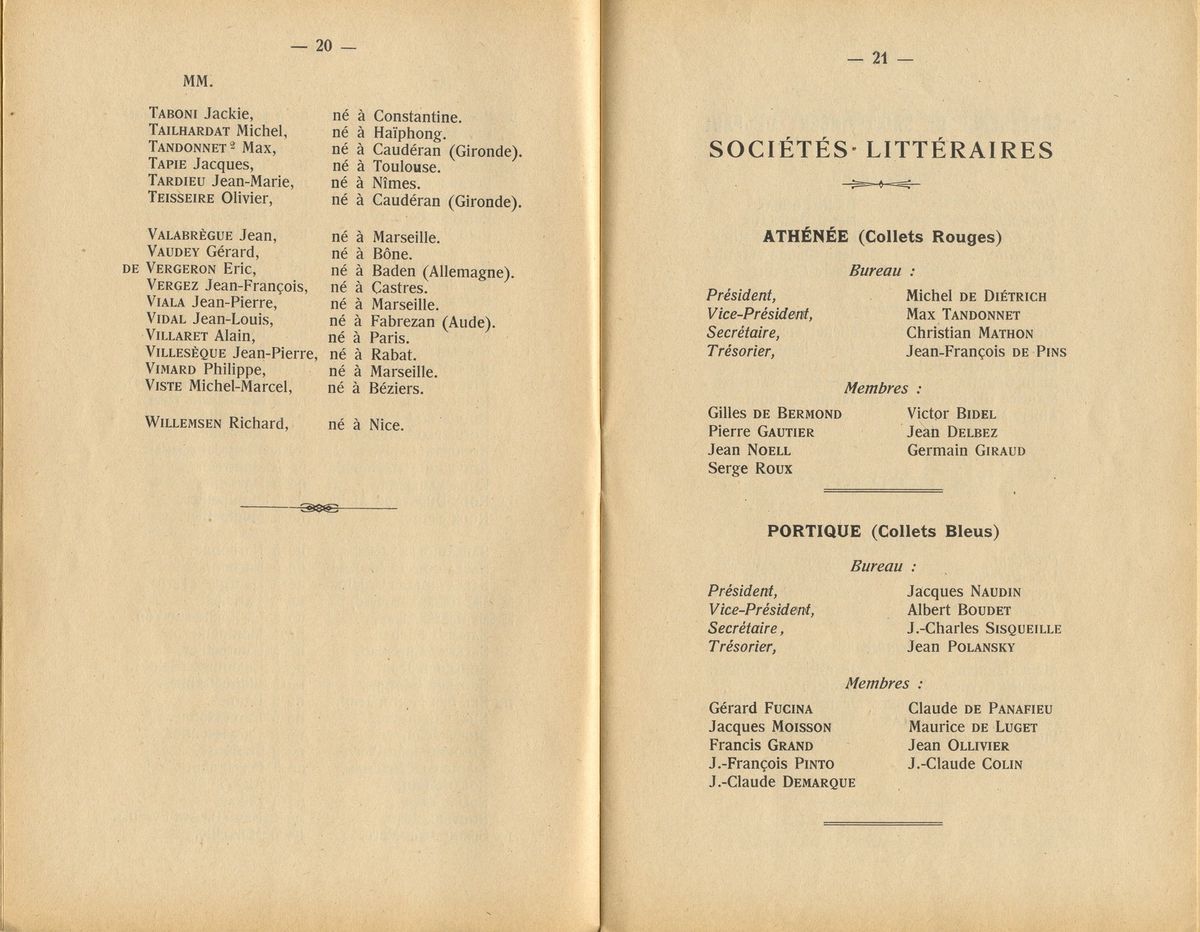 — 20 —
MM.
TABONI Jackie, né à Constantine.
TAILHARDAT Michel, né à Haïphong.
TANDONNET² Max, né à Caudéran (Gironde).
TAPIE Jacques, né à Toulouse.
TARDIEU Jean-Marie, né à Nîmes.
TEISSEIRE Olivier, né à Caudéran (Gironde).
VALABRÈGUE Jean, né à Marseille.
VAUDEY Gérard, né à Bône.
DE VERGERON Eric, né à Baden (Allemagne).
VERGEZ Jean-François, né à Castres.
VIALA Jean-Pierre, né à Marseille.
VIDAL Jean-Louis, né à Fabrezan (Aude).
VILLARET Alain, né à Paris.
VILLESÈQUE Jean-Pierre, né à Rabat.
VIMARD Philippe, né à Marseille.
VISTE Michel-Marcel, né à Béziers.
WILLEMSEN Richard, né à Nice.
— 21 —
SOCIÉTÉS LITTÉRAIRES
ATHÉNÉE (Collets Rouges)
Bureau :
Président, Michel DE DIÉTRICH
Vice-Président, Max TANDONNET
Secrétaire, Christian MATHON
Trésorier, Jean-François DE PINS
Membres :
Gilles DE BERMOND Victor BIDEL
Pierre GAUTIER Jean DELBEZ
Jean NOELL Germain GIRAUD
Serge ROUX
PORTIQUE (Collets Bleus)
Bureau :
Président, Jacques NAUDIN
Vice-Président, Albert BOUDET
Secrétaire, J.-Charles SISQUEILLE
Trésorier, Jean POLANSKY
Membres :
Gérard FUCINA Claude DE PANAFIEU
Jacques MOISSON Maurice DE LUGET
Francis GRAND Jean OLLIVIER
J.-François PINTO J.-Claude COLIN
J.-Claude DEMARQUE